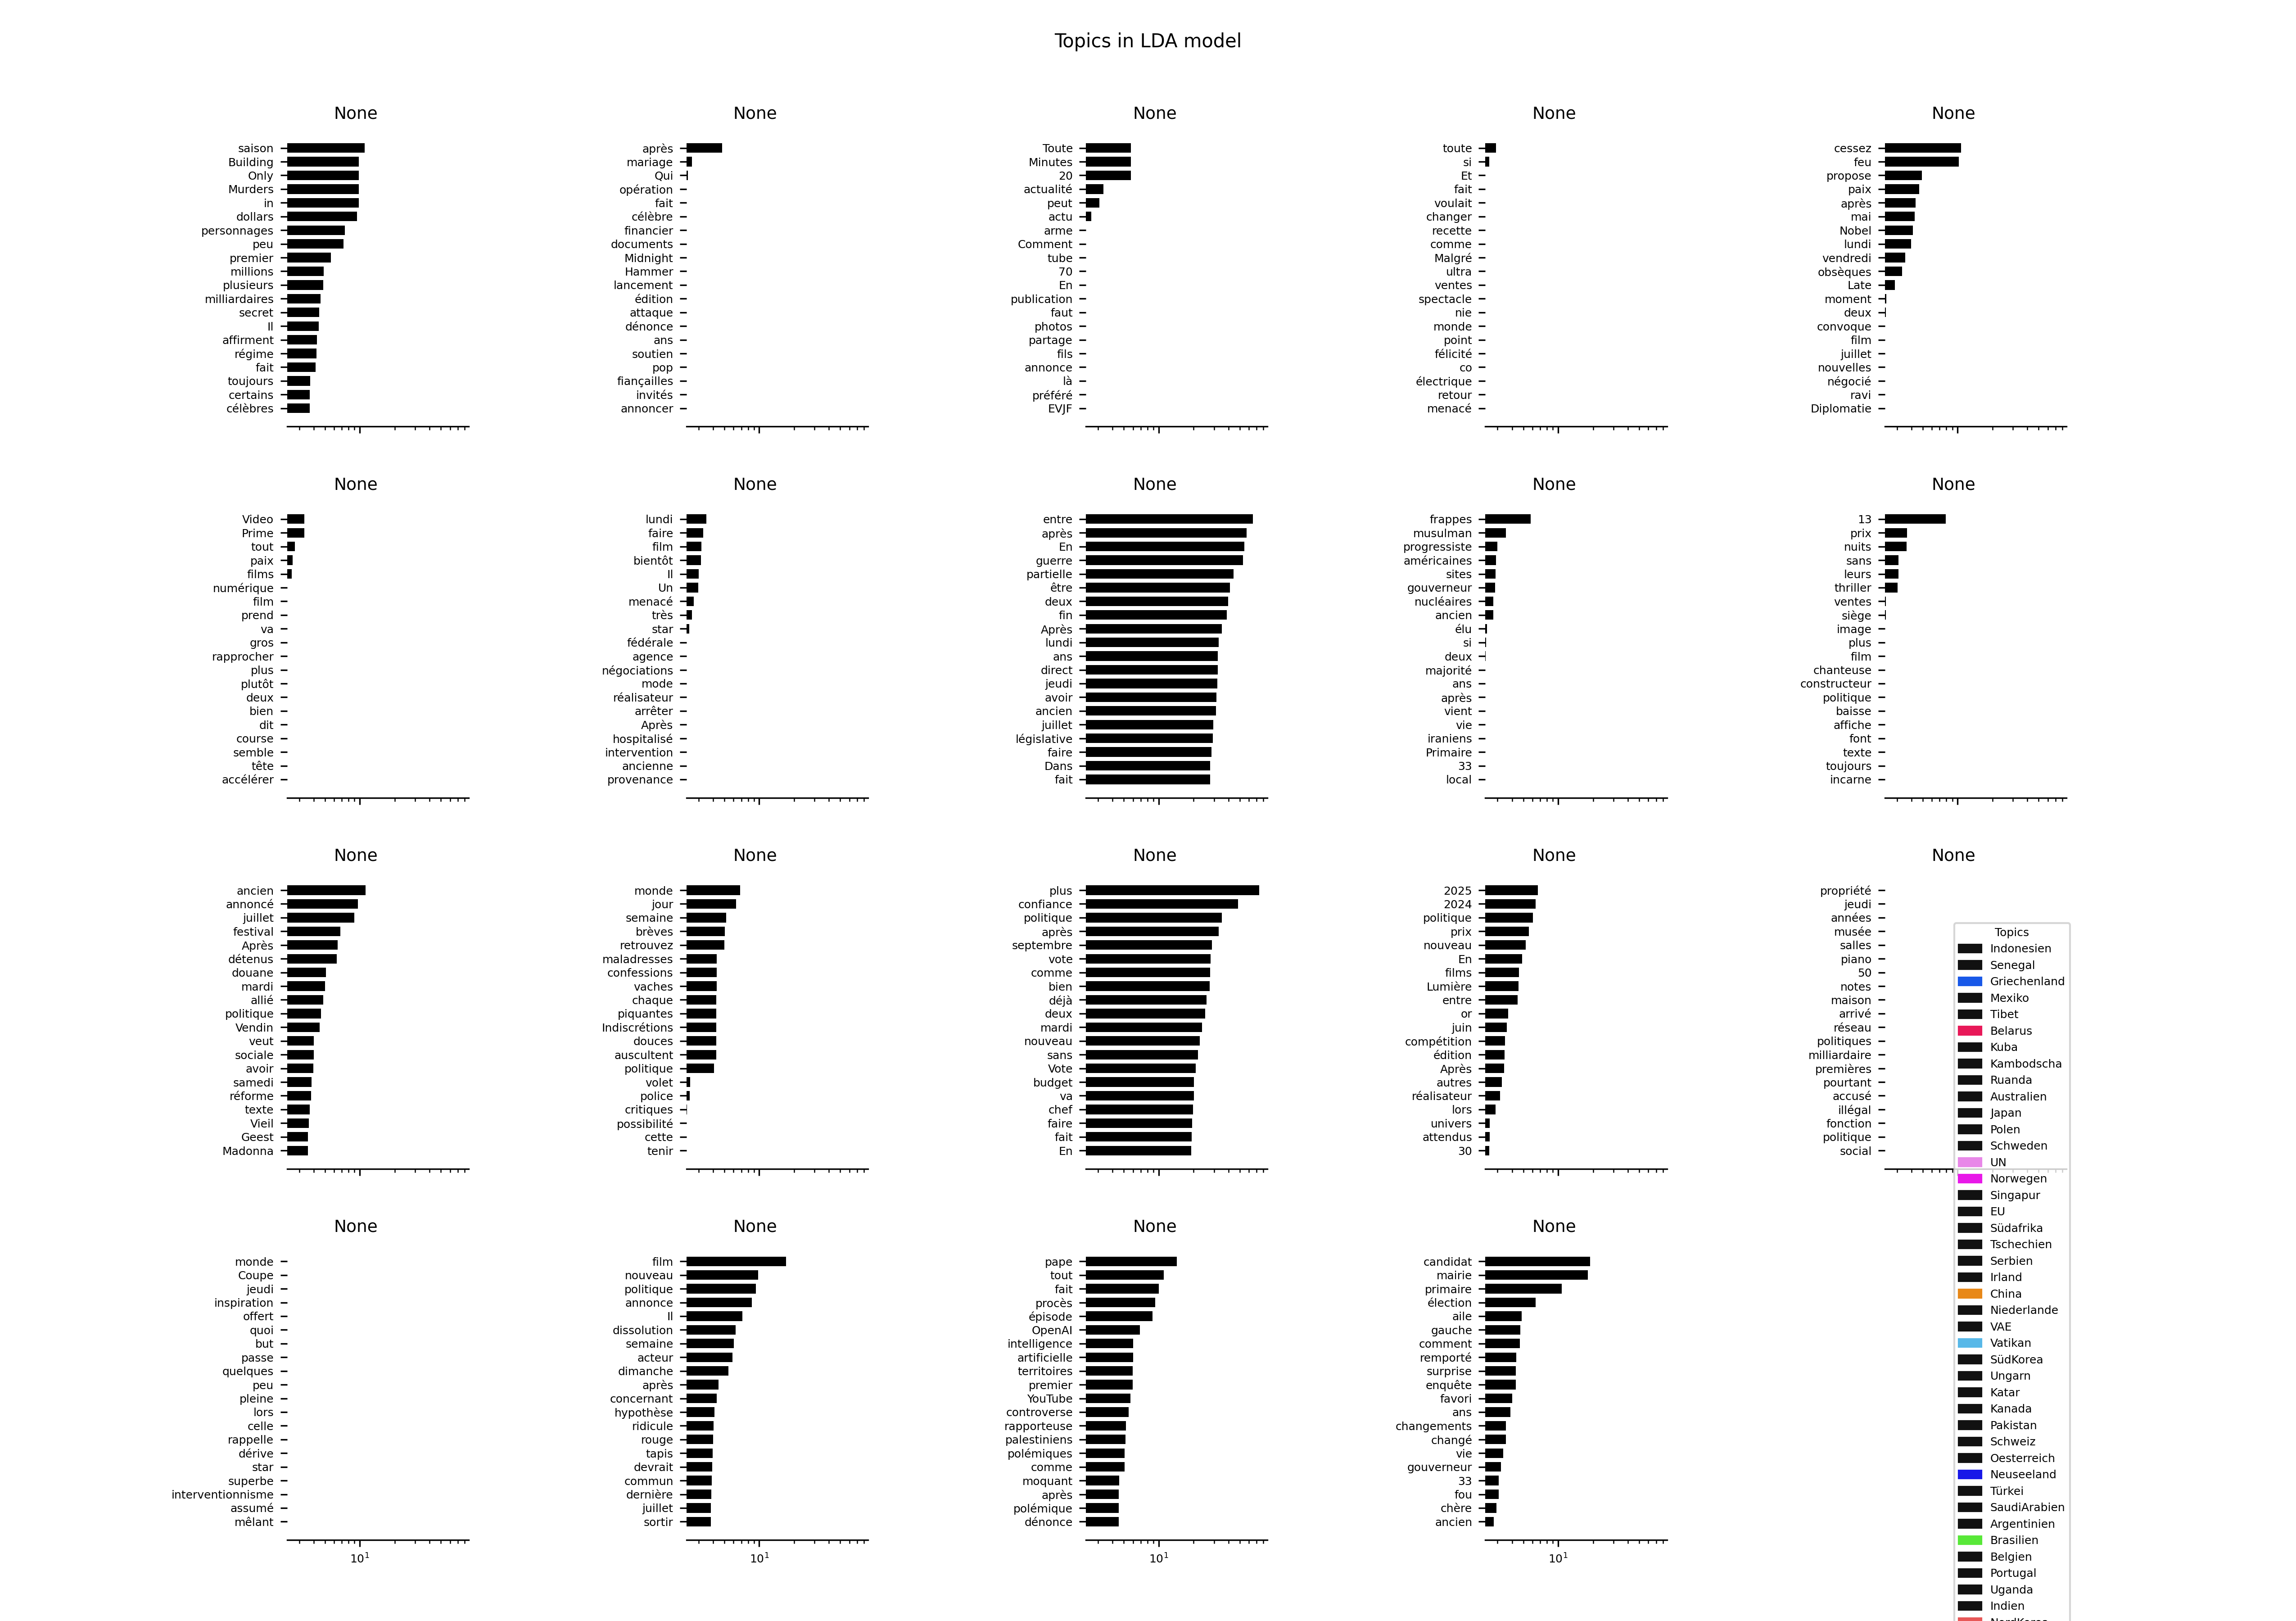 Topics in LDA model
None
saison
Building
Only
Murders
in
dollars
personnages
peu
premier
millions
plusieurs
milliardaires
secret
Il
affirment
régime
fait
toujours
certains
célèbres
None
après
mariage
Qui
opération
fait
célèbre
financier
documents
Midnight
Hammer
lancement
édition
attaque
dénonce
ans
soutien
pop
fiançailles
invités
annoncer
None
Toute
Minutes
20
actualité
peut
actu
arme
Comment
tube
70
En
publication
faut
photos
partage
fils
annonce
là
préféré
EVJF
None
toute
si
Et
fait
voulait
changer
recette
comme
Malgré
ultra
ventes
spectacle
nie
monde
point
félicité
co
électrique
retour
menacé
None
cessez
feu
propose
paix
après
mai
Nobel
lundi
vendredi
obsèques
Late
moment
deux
convoque
film
juillet
nouvelles
négocié
ravi
Diplomatie
None
Video
Prime
tout
paix
films
numérique
film
prend
va
gros
rapprocher
plus
plutôt
deux
bien
dit
course
semble
tête
accélérer
None
lundi
faire
film
bientôt
Il
Un
menacé
très
star
fédérale
agence
négociations
mode
réalisateur
arrêter
Après
hospitalisé
intervention
ancienne
provenance
None
entre
après
En
guerre
partielle
être
deux
fin
Après
lundi
ans
direct
jeudi
avoir
ancien
juillet
législative
faire
Dans
fait
None
frappes
musulman
progressiste
américaines
sites
gouverneur
nucléaires
ancien
élu
si
deux
majorité
ans
après
vient
vie
iraniens
Primaire
33
local
None
13
prix
nuits
sans
leurs
thriller
ventes
siège
image
plus
film
chanteuse
constructeur
politique
baisse
affiche
font
texte
toujours
incarne
None
ancien
annoncé
juillet
festival
Après
détenus
douane
mardi
allié
politique
Vendin
veut
sociale
avoir
samedi
réforme
texte
Vieil
Geest
Madonna
None
monde
jour
semaine
brèves
retrouvez
maladresses
confessions
vaches
chaque
piquantes
Indiscrétions
douces
auscultent
politique
volet
police
critiques
possibilité
cette
tenir
None
plus
confiance
politique
après
septembre
vote
comme
bien
déjà
deux
mardi
nouveau
sans
Vote
budget
va
chef
faire
fait
En
None
2025
2024
politique
prix
nouveau
En
films
Lumière
entre
or
juin
compétition
édition
Après
autres
réalisateur
lors
univers
attendus
30
None
propriété
jeudi
années
musée
salles
piano
50
notes
maison
arrivé
réseau
politiques
milliardaire
premières
pourtant
accusé
illégal
fonction
politique
social
None
monde
Coupe
jeudi
inspiration
offert
quoi
but
passe
quelques
peu
pleine
lors
celle
rappelle
dérive
star
superbe
interventionnisme
assumé
mêlant
10¹
None
film
nouveau
politique
annonce
Il
dissolution
semaine
acteur
dimanche
après
concernant
hypothèse
ridicule
rouge
tapis
devrait
commun
dernière
juillet
sortir
10¹
None
pape
tout
fait
procès
épisode
OpenAI
intelligence
artificielle
territoires
premier
YouTube
controverse
rapporteuse
palestiniens
polémiques
comme
moquant
après
polémique
dénonce
10¹
None
candidat
mairie
primaire
élection
aile
gauche
comment
remporté
surprise
enquête
favori
ans
changements
changé
vie
gouverneur
33
fou
chère
ancien
10¹
Topics
Indonesien
Senegal
Griechenland
Mexiko
Tibet
Belarus
Kuba
Kambodscha
Ruanda
Australien
Japan
Polen
Schweden
UN
Norwegen
Singapur
EU
Südafrika
Tschechien
Serbien
Irland
China
Niederlande
VAE
Vatikan
SüdKorea
Ungarn
Katar
Kanada
Pakistan
Schweiz
Oesterreich
Neuseeland
Türkei
SaudiArabien
Argentinien
Brasilien
Belgien
Portugal
Uganda
Indien